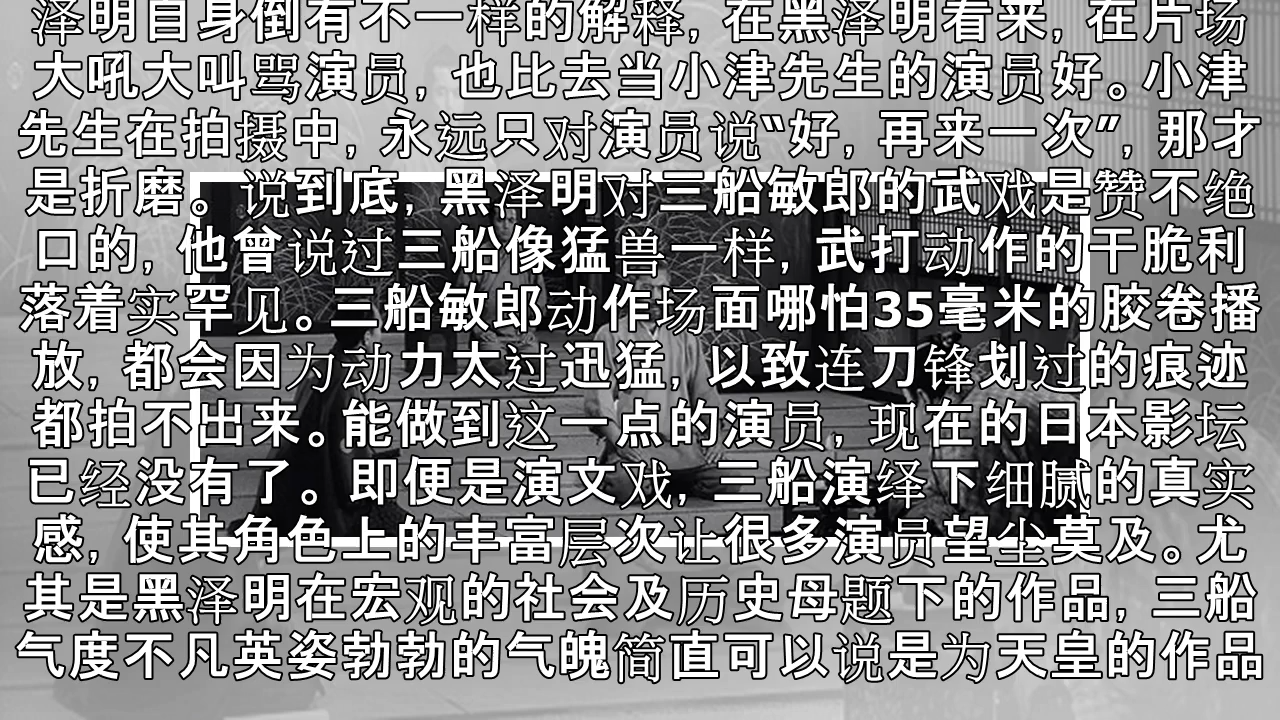 泽明自身倒有不一样的解释, 在黑泽明看来, 在片场
大吼大叫骂演员, 也比去当小津先生的演员好。小津
先生在拍摄中, 永远只对演员说“好, 再来一次”, 那才
是折磨。说到底, 黑泽明对三船敏郎的武戏是赞不绝
口的, 他曾说过三船像猛兽一样, 武打动作的干脆利
落着实罕见。三船敏郎动作场面哪怕35毫米的胶卷播
放, 都会因为动力太过迅猛, 以致连刀锋划过的痕迹
都拍不出来。能做到这一点的演员, 现在的日本影坛
已经没有了。即便是演文戏, 三船演绎下细腻的真实
感, 使其角色上的丰富层次让很多演员望尘莫及。尤
其是黑泽明在宏观的社会及历史母题下的作品, 三船
气度不凡英姿勃勃的气魄简直可以说是为天皇的作品